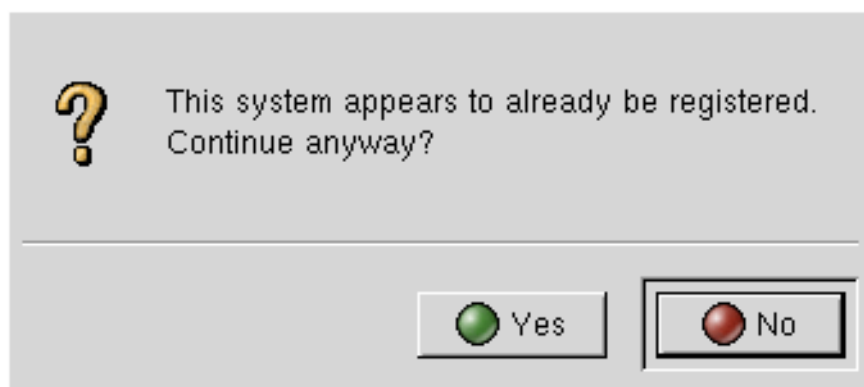 This system appears to already be registered.
Continue anyway?
Yes
No